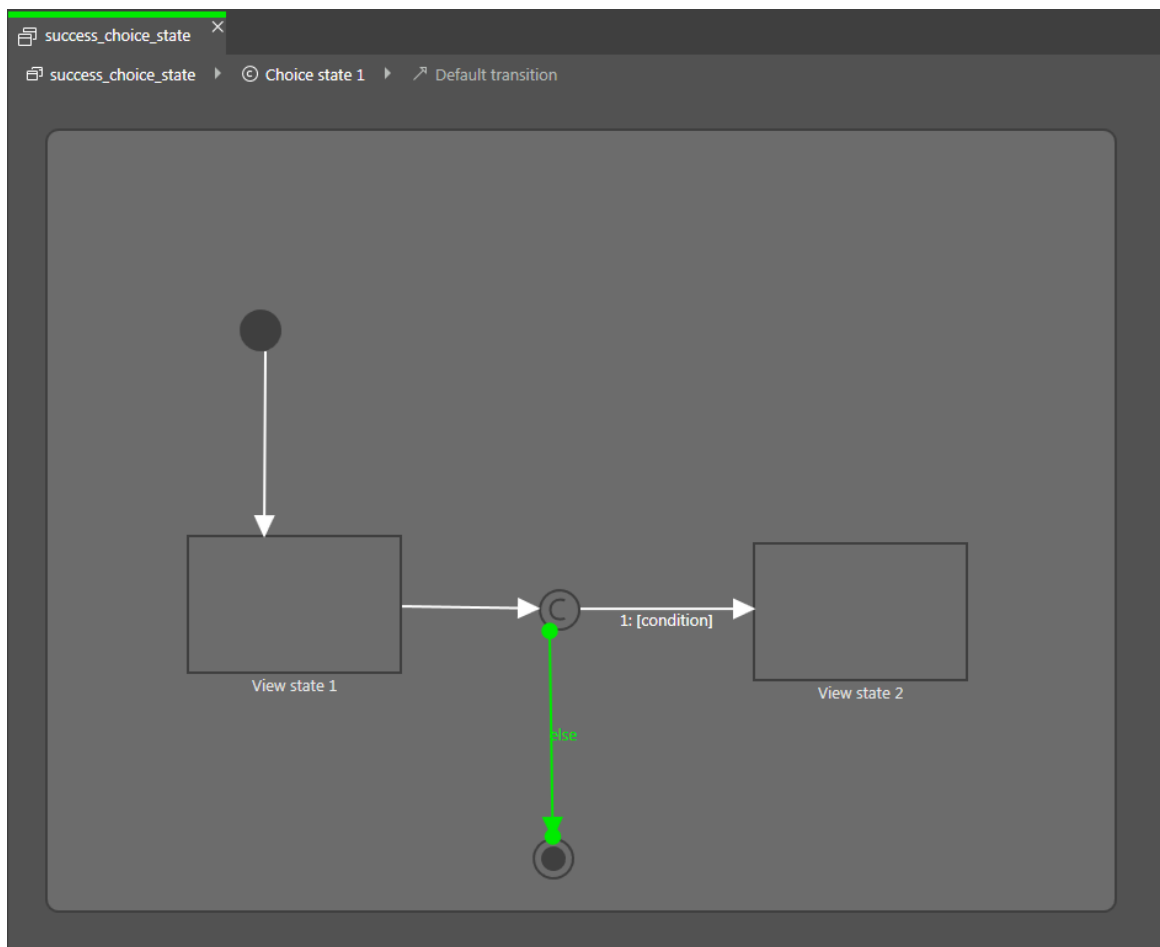 success_choice_state
success_choice_state Choice state 1 Default transition
1: [condition]
View state 1
View state 2
else